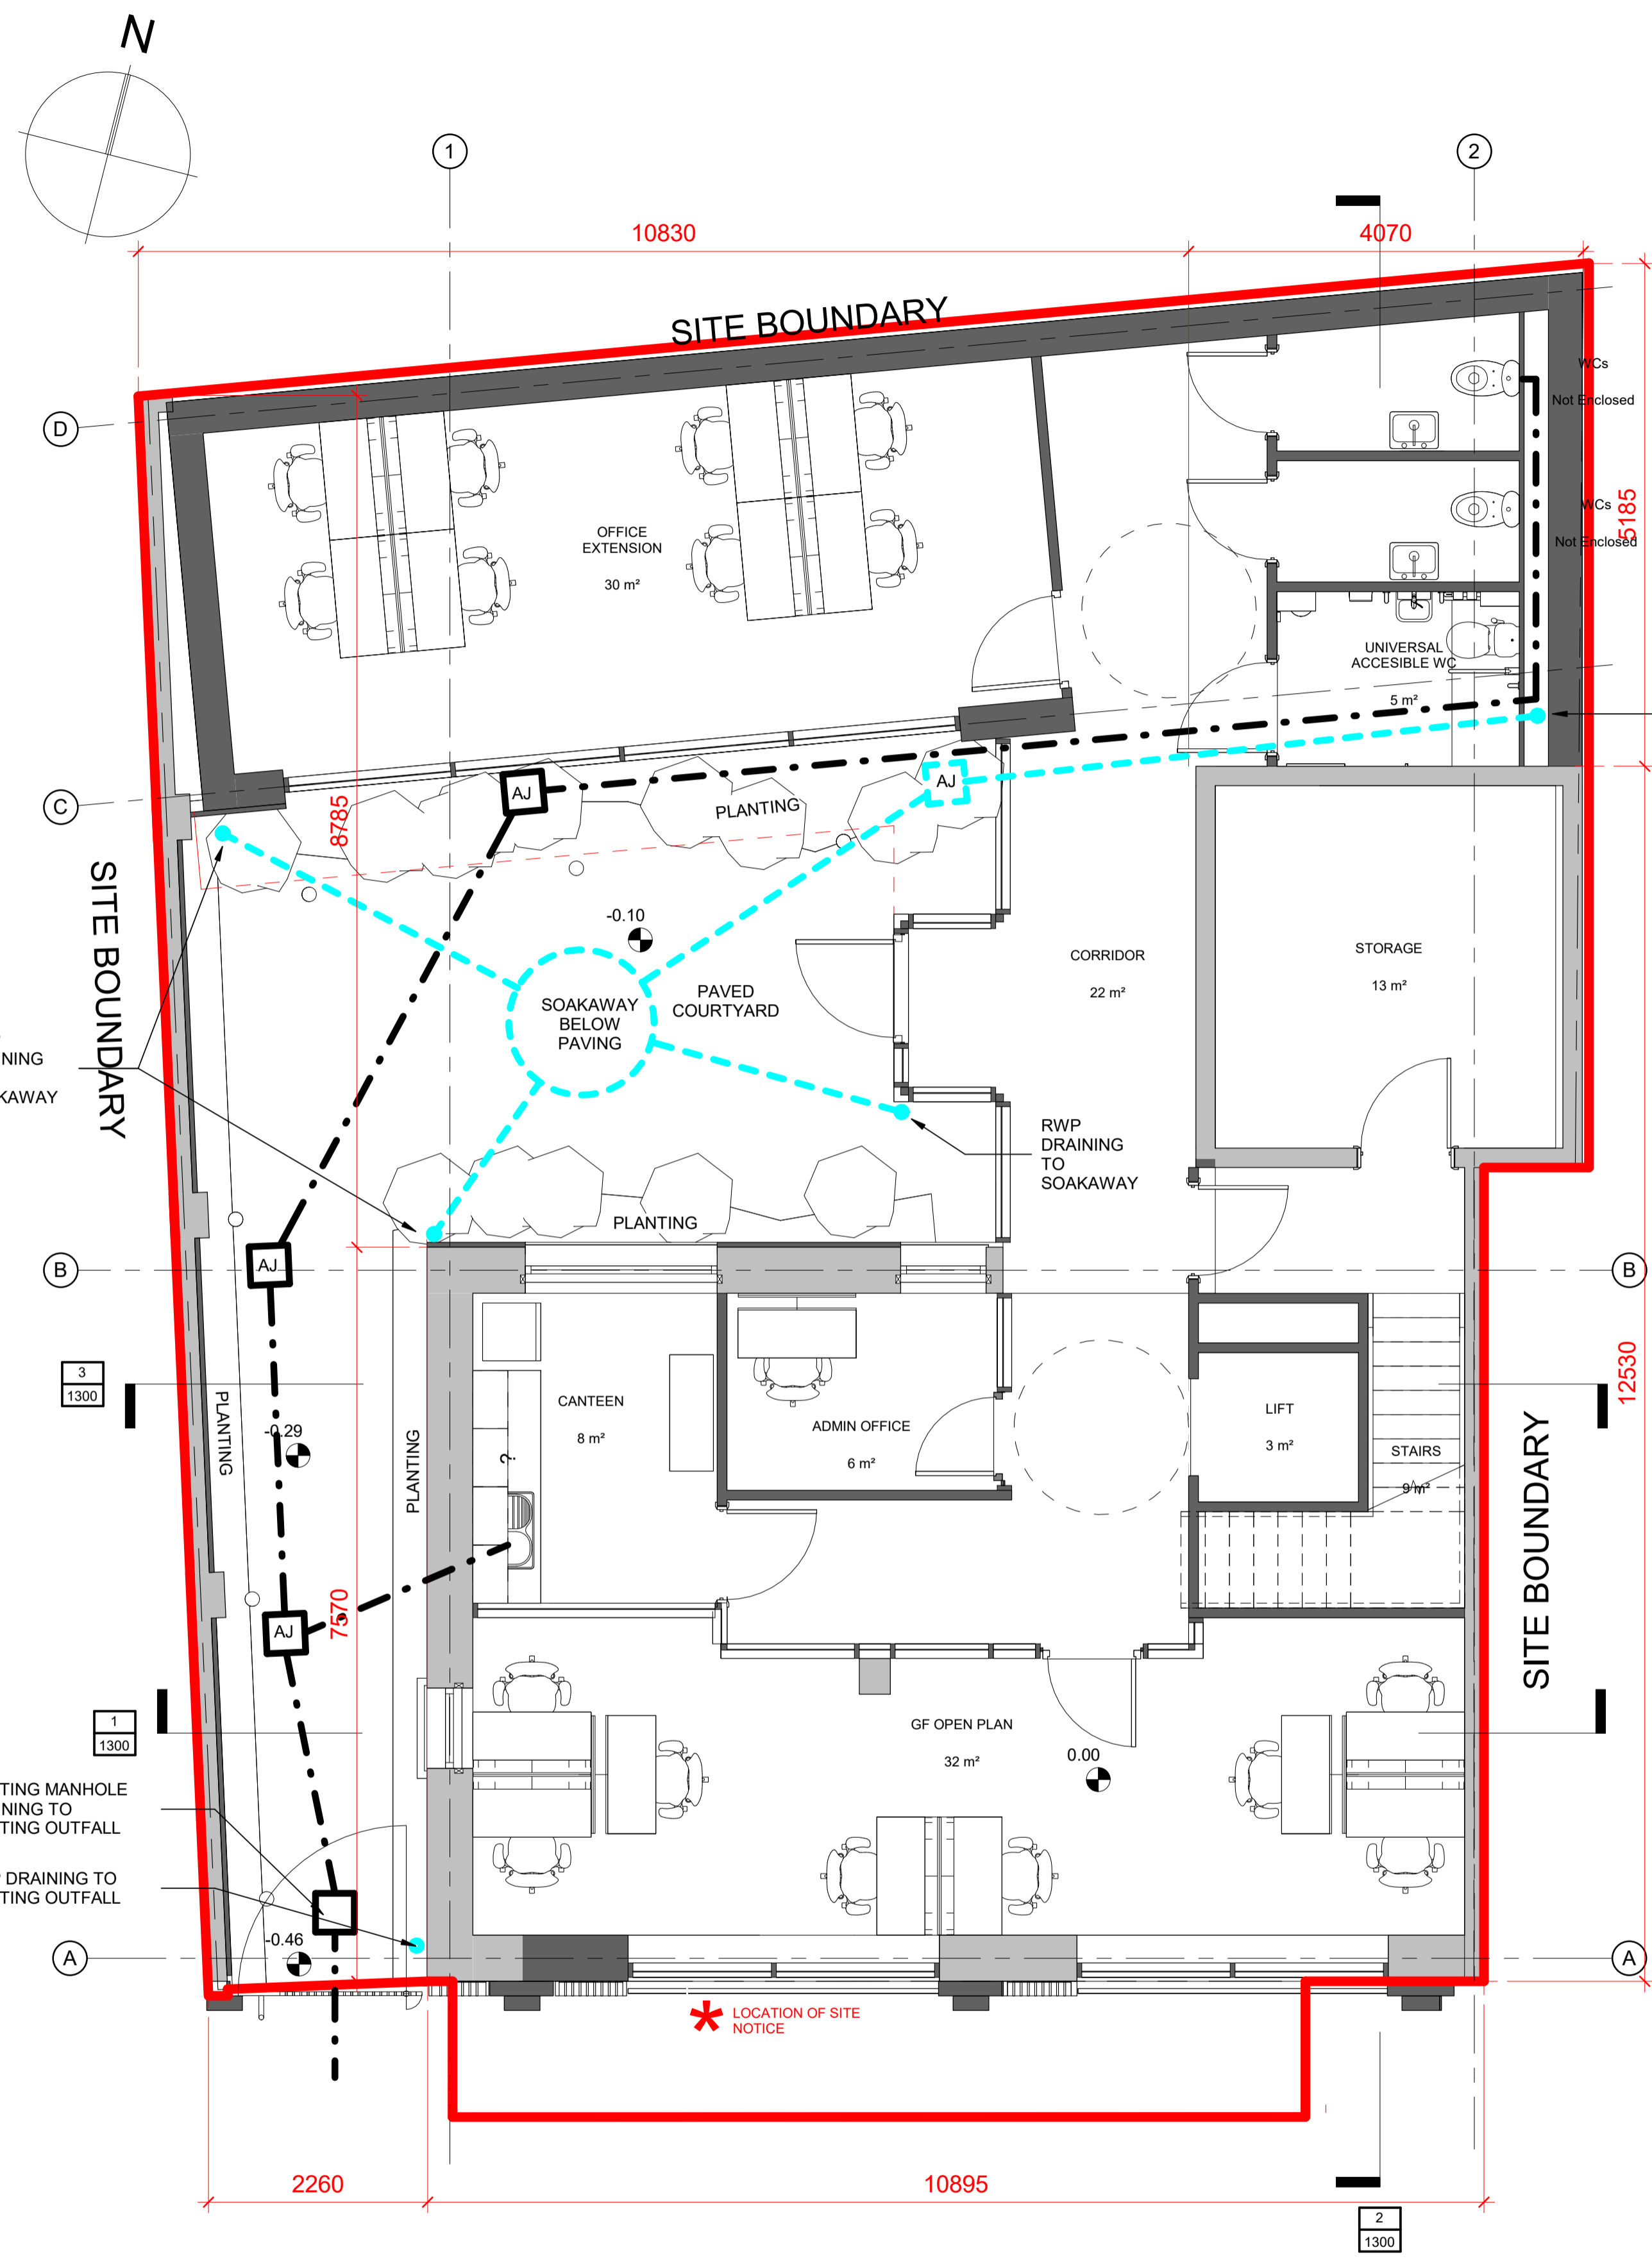 N
1
2
10830
4070
SITE BOUNDARY
D
WCs
Not Enclosed
5185
WCs
Not Enclosed
OFFICE
EXTENSION
30 m²
UNIVERSAL
ACCESIBLE WC
5 m²
C
AJ
AJ
PLANTING
8785
SITE BOUNDARY
-0.10
SOAKAWAY
BELOW
PAVING
PAVED
COURTYARD
CORRIDOR
22 m²
STORAGE
13 m²
NING
KAWAY
RWP
DRAINING
TO
SOAKAWAY
PLANTING
B
AJ
B
3
1300
PLANTING
-0.29
PLANTING
CANTEEN
8 m²
?
ADMIN OFFICE
6 m²
LIFT
3 m²
STAIRS
9 m²
12530
SITE BOUNDARY
AJ
7570
1
1300
GF OPEN PLAN
32 m²
0.00
TING MANHOLE
NING TO
TING OUTFALL
DRAINING TO
TING OUTFALL
-0.46
A
A
* LOCATION OF SITE
NOTICE
2260
10895
2
1300